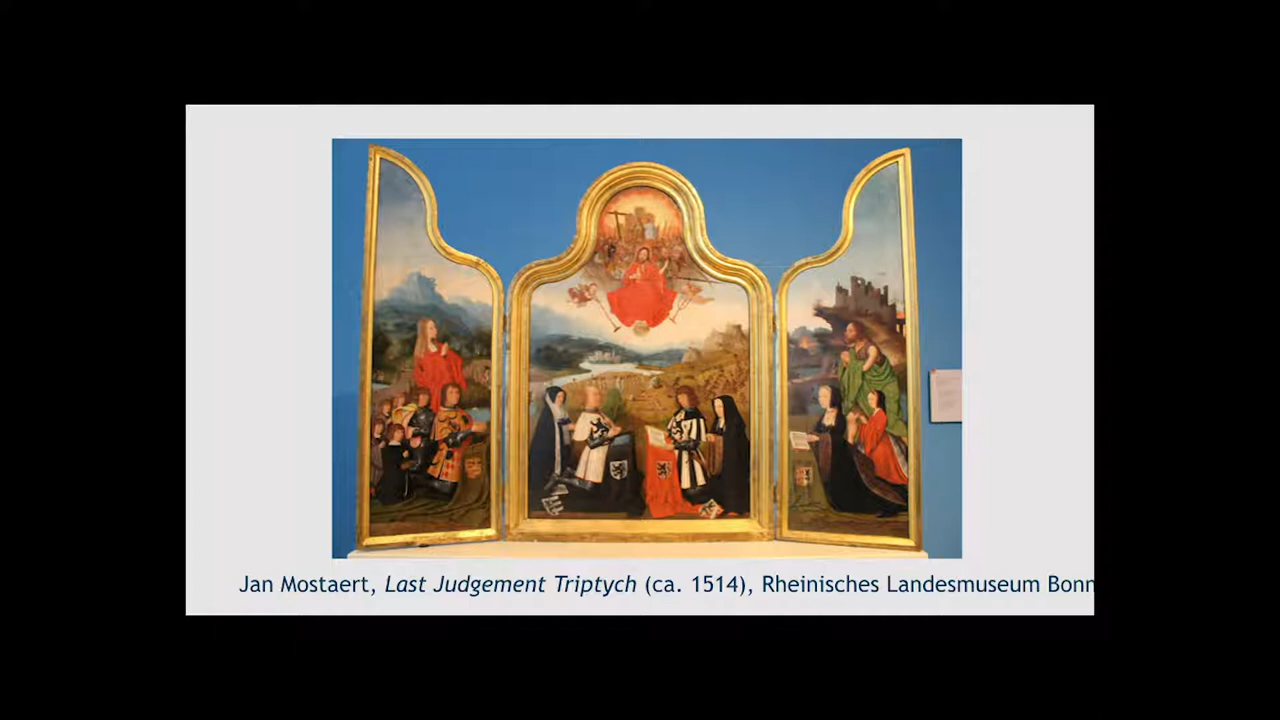 Jan Mostaert, Last Judgement Triptych (ca. 1514), Rheinisches Landesmuseum Bonn